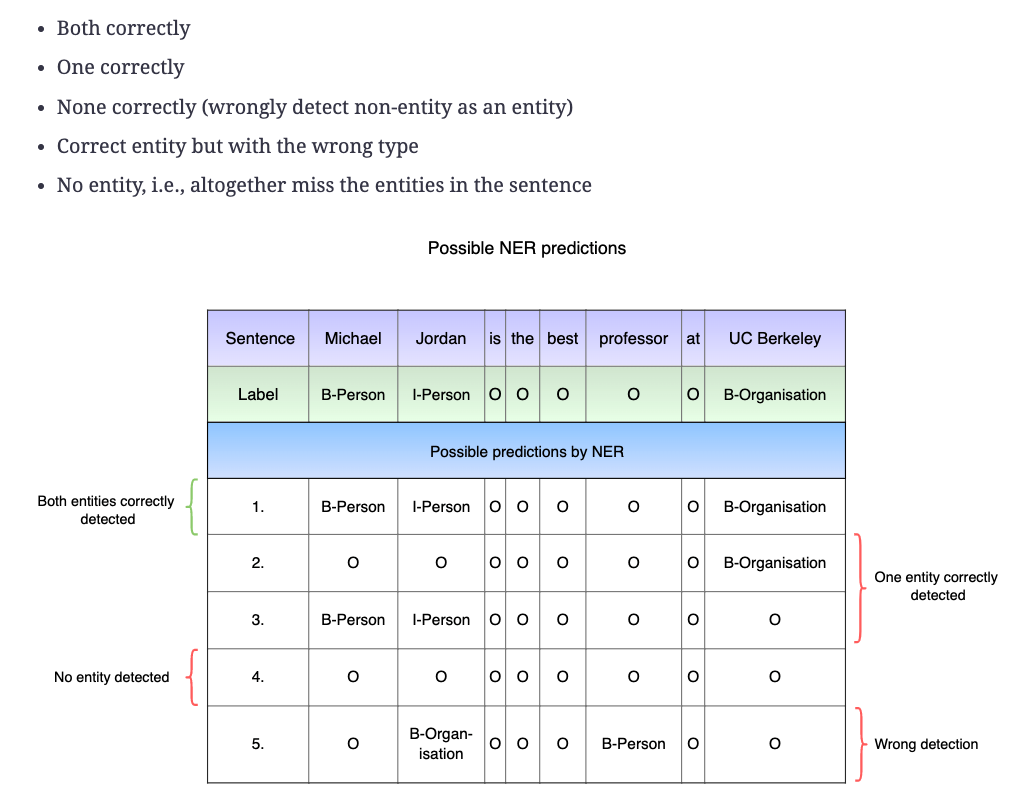 • Both correctly
• One correctly
• None correctly (wrongly detect non-entity as an entity)
• Correct entity but with the wrong type
• No entity, i.e., altogether miss the entities in the sentence
Possible NER predictions
Sentence Michael Jordan is the best professor at UC Berkeley
Label B-Person I-Person O O O O O B-Organisation
Possible predictions by NER
Both entities correctly
detected
1. B-Person I-Person O O O O O B-Organisation
2. O O O O O O O B-Organisation
One entity correctly
detected
3. B-Person I-Person O O O O O O
No entity detected
4. O O O O O O O O
5. O B-Organ-
isation O O O B-Person O O
Wrong detection